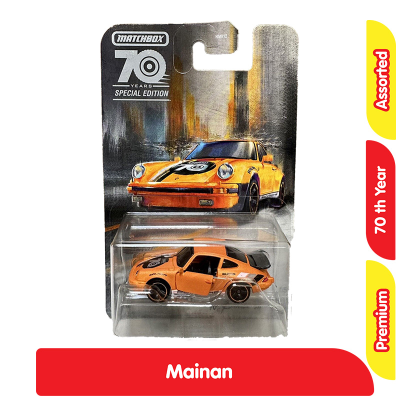 MATCHBOX
70
YEARS
SPECIAL EDITION
Assorted
70 th Year
Premium
Mainan